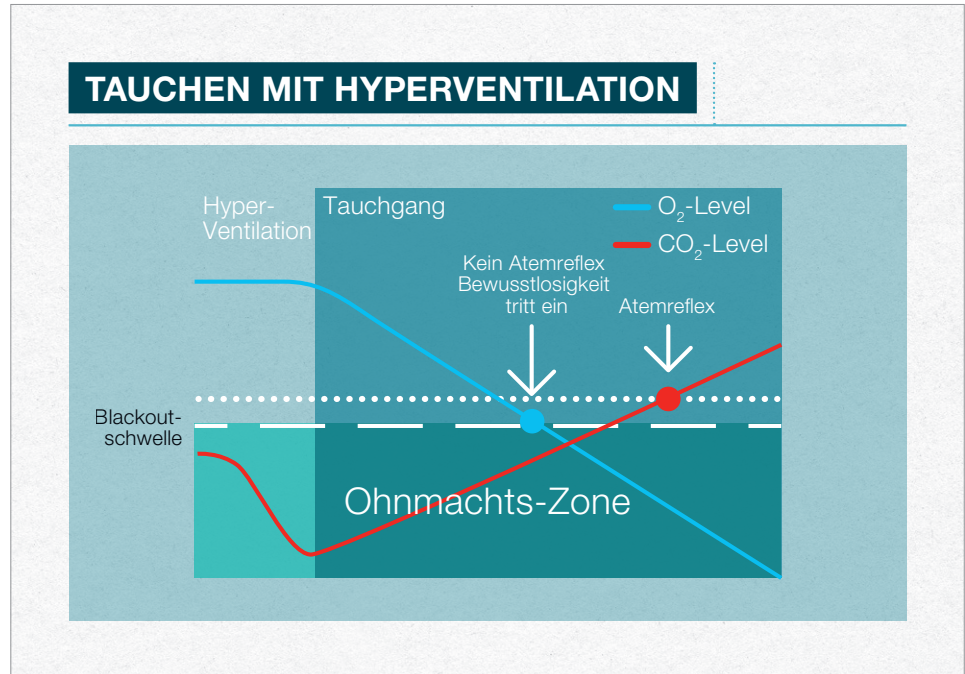 TAUCHEN MIT HYPERVENTILATION
Hyper-
Ventilation
Tauchgang
O₂-Level
CO₂-Level
Kein Atemreflex
Bewusstlosigkeit
tritt ein
Atemreflex
Blackout-
schwelle
Ohnmachts-Zone